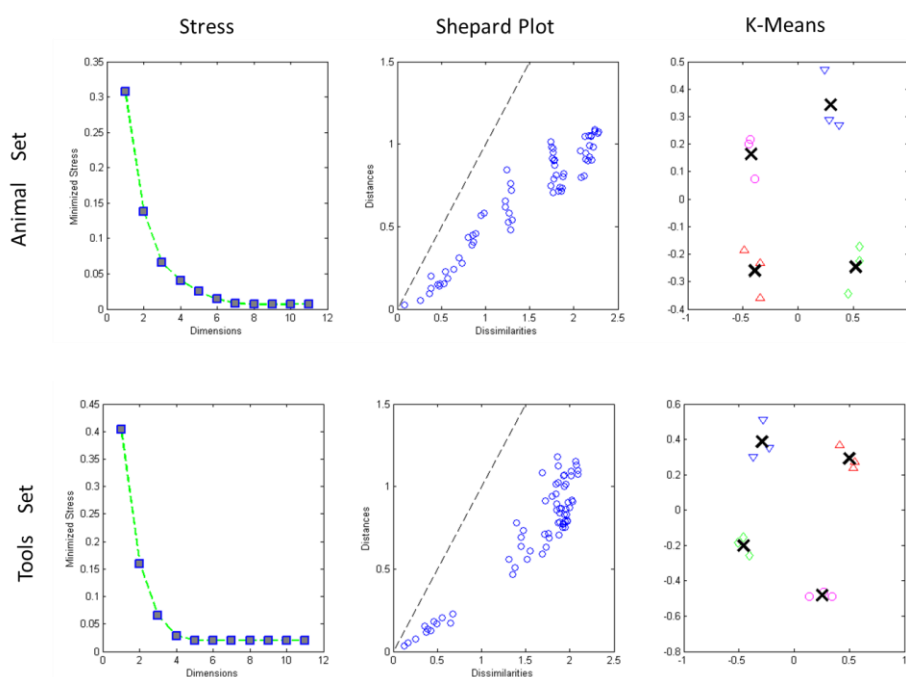 Stress
Shepard Plot
K-Means
Animal Set
Minimized Stress
0.35
0.3
0.25
0.2
0.15
0.1
0.05
0
0 2 4 6 8 10 12
Dimensions
Distances
1.5
1
0.5
0
0 0.5 1 1.5 2 2.5
Dissimilarities
0.5
0.4
0.3
0.2
0.1
0
-0.1
-0.2
-0.3
-0.4
-1 -0.5 0 0.5 1
Tools Set
Minimized Stress
0.45
0.4
0.35
0.3
0.25
0.2
0.15
0.1
0.05
0
0 2 4 6 8 10 12
Dimensions
Distances
1.5
1
0.5
0
0 0.5 1 1.5 2 2.5
Dissimilarities
0.6
0.4
0.2
0
-0.2
-0.4
-0.6
-0.8
-1 -0.5 0 0.5 1